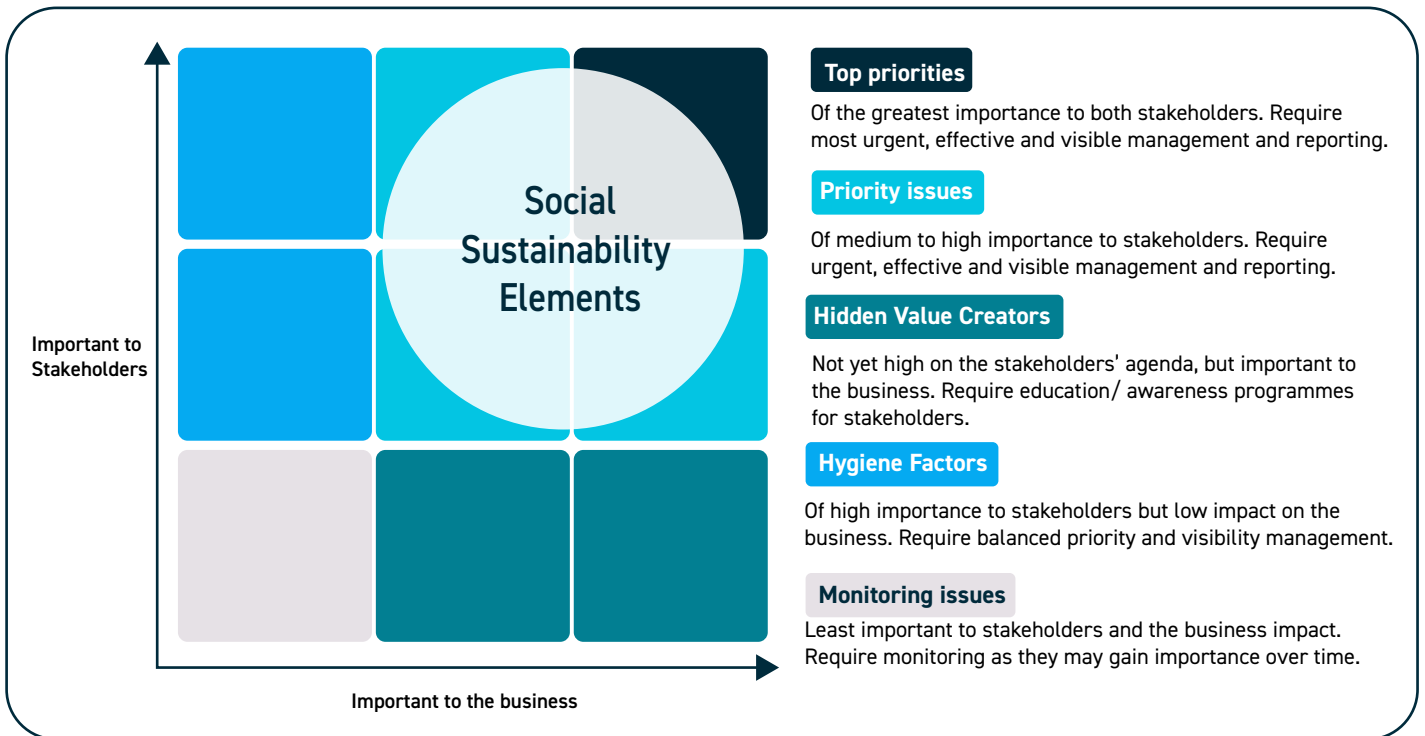 Important to
Stakeholders
Social
Sustainability
Elements
Important to the business
Top priorities
Of the greatest importance to both stakeholders. Require
most urgent, effective and visible management and reporting.
Priority issues
Of medium to high importance to stakeholders. Require
urgent, effective and visible management and reporting.
Hidden Value Creators
Not yet high on the stakeholders’ agenda, but important to
the business. Require education/ awareness programmes
for stakeholders.
Hygiene Factors
Of high importance to stakeholders but low impact on the
business. Require balanced priority and visibility management.
Monitoring issues
Least important to stakeholders and the business impact.
Require monitoring as they may gain importance over time.